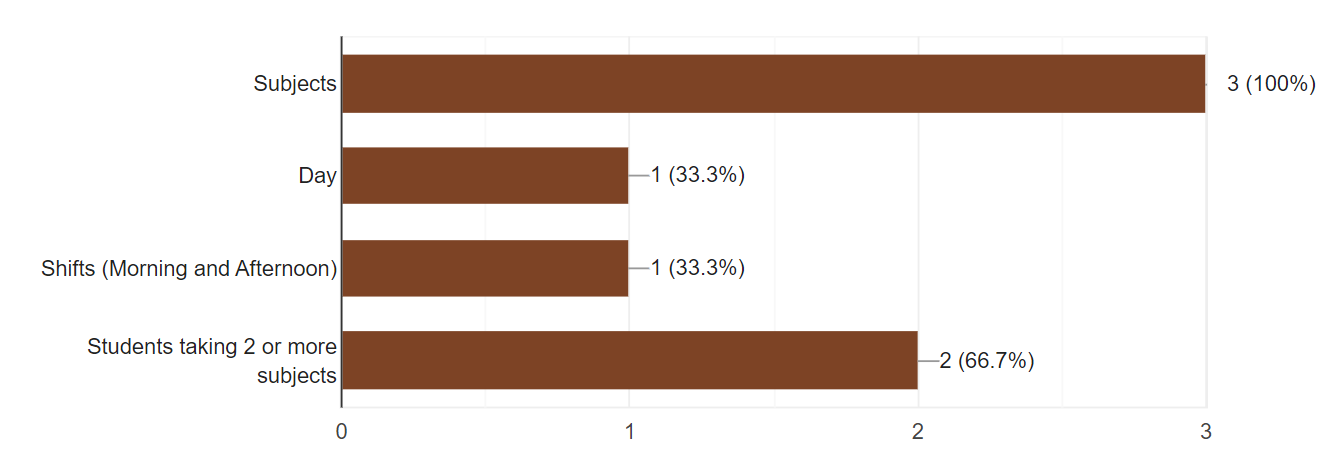 Subjects
3 (100%)
Day
1 (33.3%)
Shifts (Morning and Afternoon)
1 (33.3%)
Students taking 2 or more
subjects
2 (66.7%)
0
1
2
3